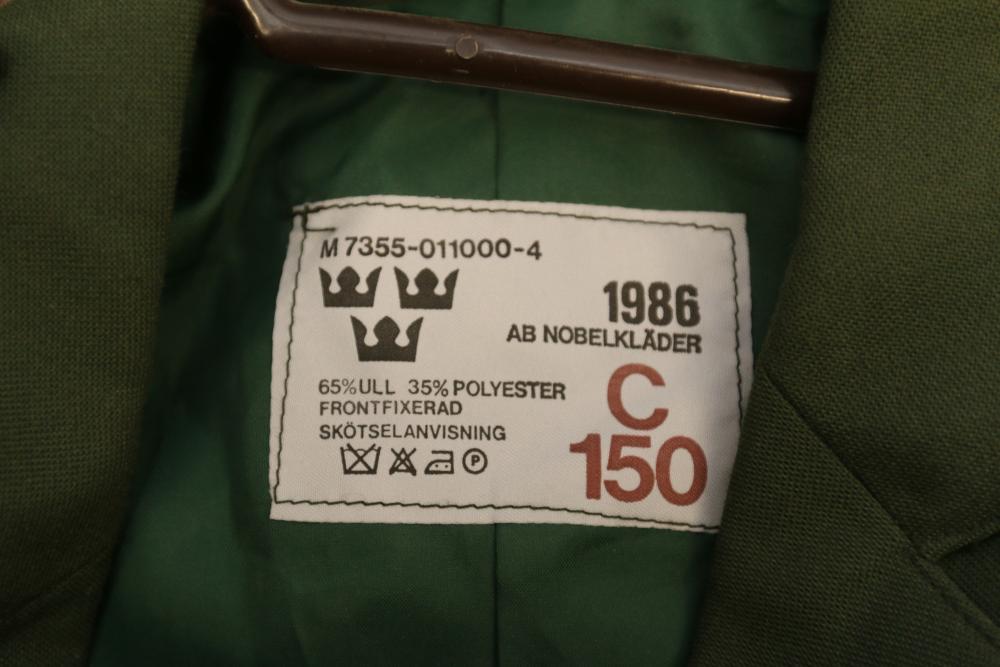 M 7355-011000-4
1986
AB NOBELKLÄDER
65% ULL 35% POLYESTER
FRONTFIXERAD
SKÖTSELANVISNING
P
C
150